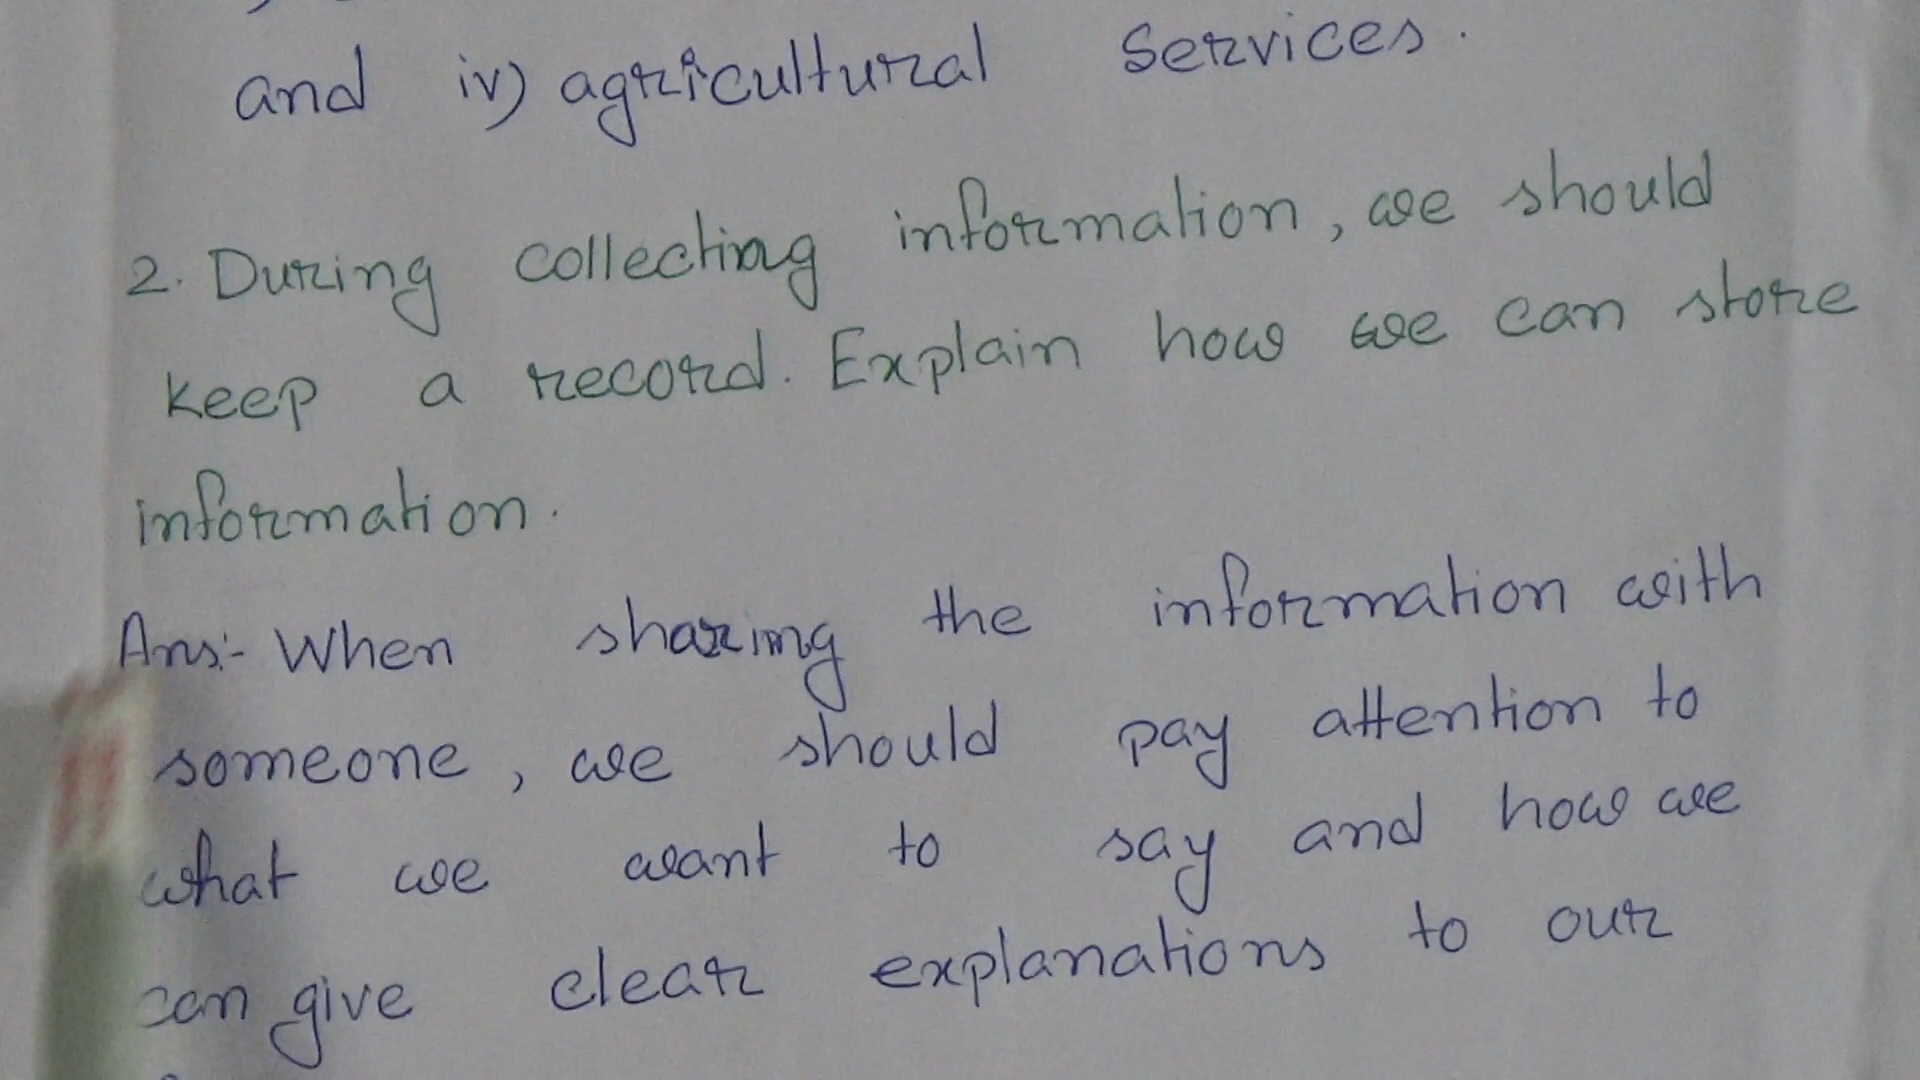 and iv) agricultural services.
2. During collecting information, we should
keep a record. Explain how we can store
information.
Ans:- When sharing the information with
someone, we should pay attention to
what we want to say and how we
can give clear explanations to our